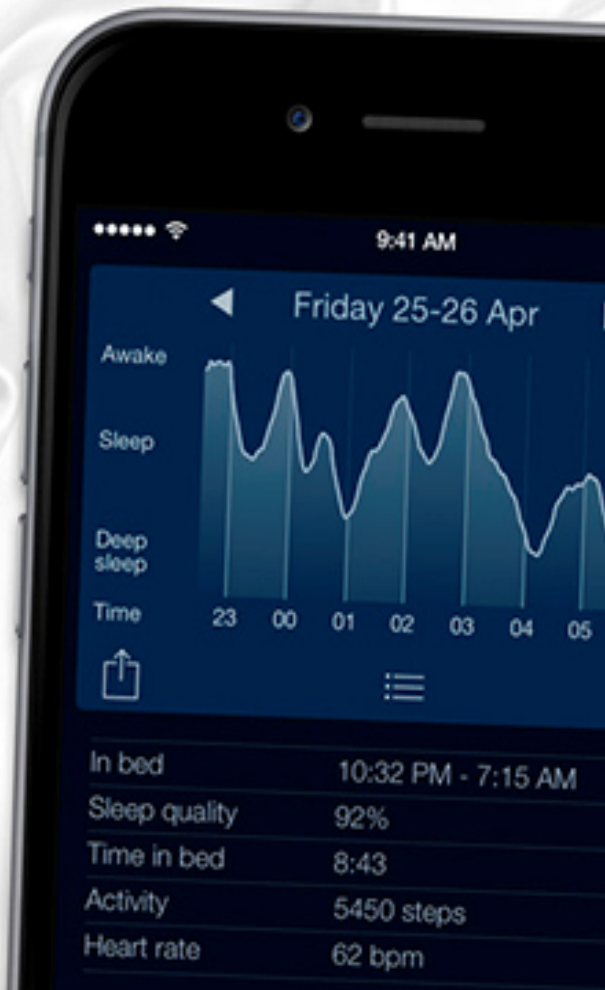 9:41 AM
Friday 25-26 Apr
Awake
Sleep
Deep
sleep
Time 23 00 01 02 03 04 05
In bed 10:32 PM - 7:15 AM
Sleep quality 92%
Time in bed 8:43
Activity 5450 steps
Heart rate 62 bpm